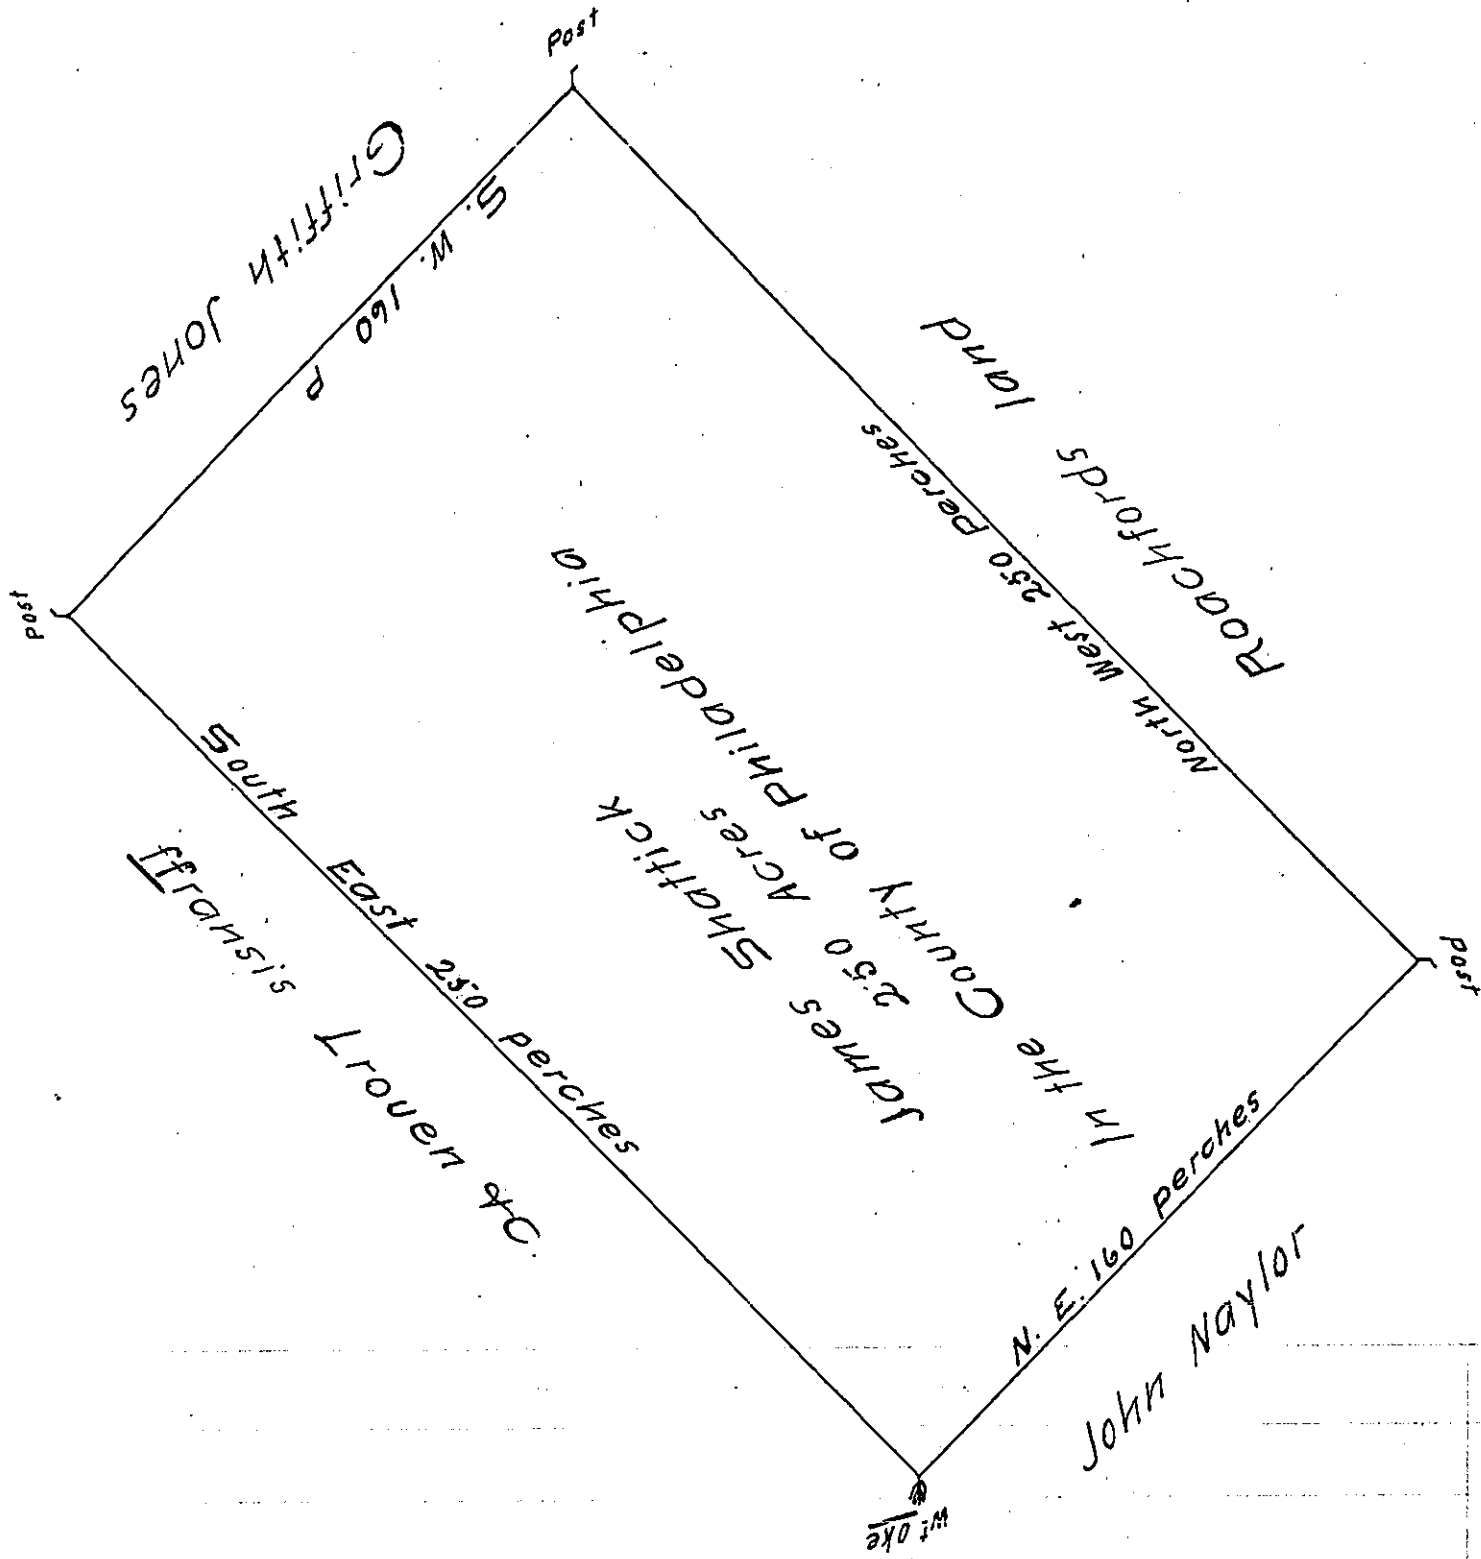 Post
Griffith Jones
S. W. 160 P
Roachfords land
North West 250 perches
Post
James Shattick
250 Acres
In the County of Philadelphia
South East 250 perches
ffransis Lrouen &c.
Post
N. E. 160 perches
John Naylor
Wt oke